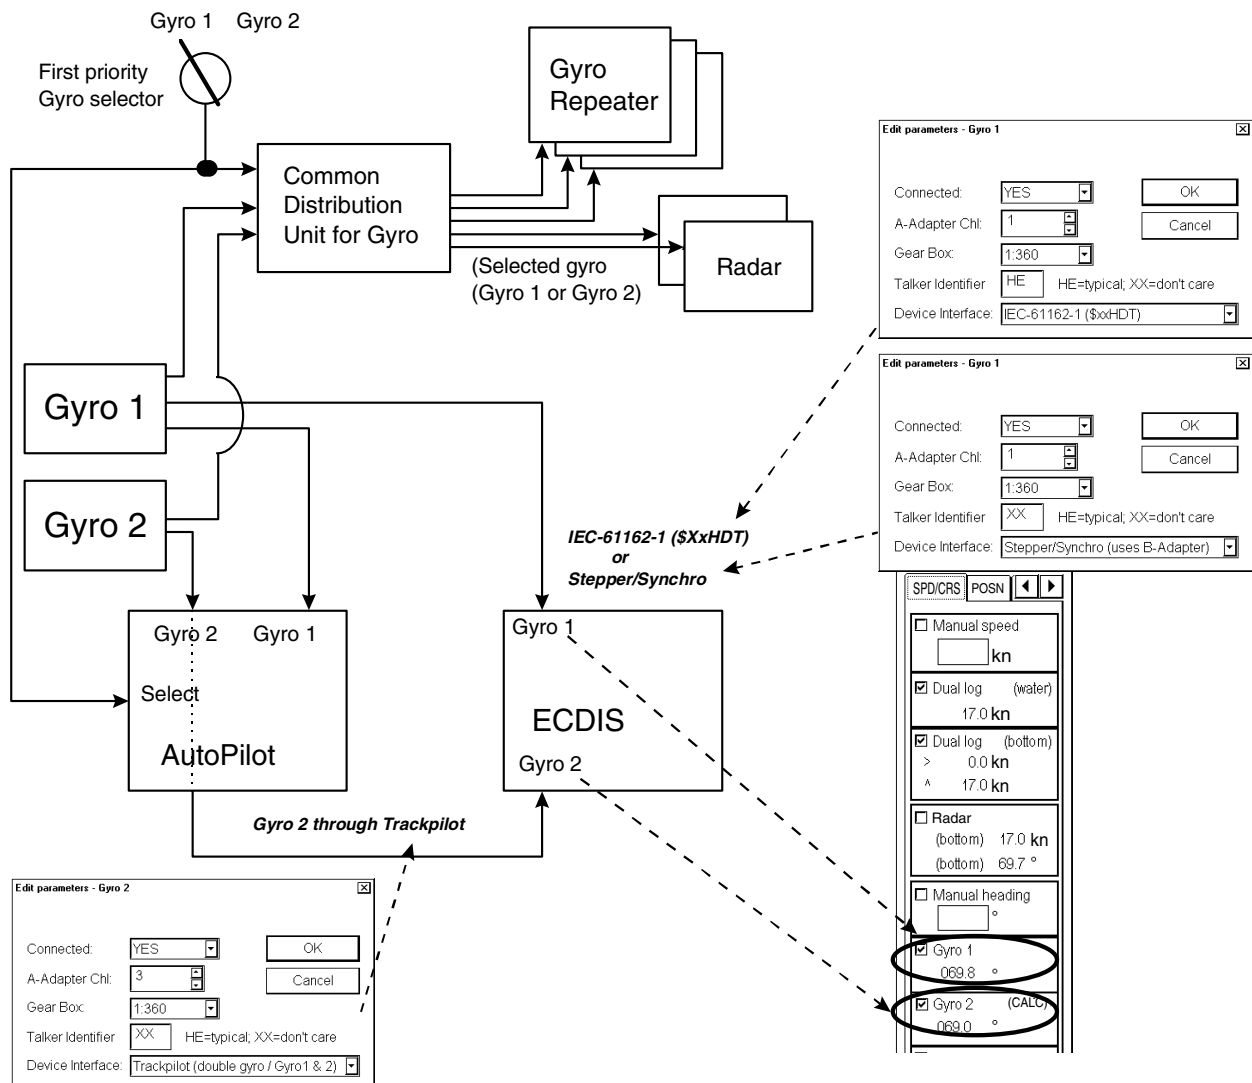 Gyro 1 Gyro 2
First priority
Gyro selector
Gyro
Repeater
Common
Distribution
Unit for Gyro
Radar
(Selected gyro
(Gyro 1 or Gyro 2)
Gyro 1
Gyro 2
Gyro 2 Gyro 1
Select
AutoPilot
IEC-61162-1 ($XxHDT)
or
Stepper/Synchro
Gyro 1
ECDIS
Gyro 2
Gyro 2 through Trackpilot
Edit parameters - Gyro 1
Connected: YES OK
A-Adapter Chl: 1 Cancel
Gear Box: 1:360
Talker Identifier HE HE=typical; XX=don't care
Device Interface: IEC-61162-1 ($xxHDT)
Edit parameters - Gyro 1
Connected: YES OK
A-Adapter Chl: 1 Cancel
Gear Box: 1:360
Talker Identifier XX HE=typical; XX=don't care
Device Interface: Stepper/Synchro (uses B-Adapter)
SPD/CRS POSN
Manual speed
kn
Dual log (water)
17.0 kn
Dual log (bottom)
> 0.0 kn
^ 17.0 kn
Radar
(bottom) 17.0 kn
(bottom) 69.7 °
Manual heading
°
Gyro 1
069.8 °
Gyro 2 (CALC)
069.0 °
Edit parameters - Gyro 2
Connected: YES OK
A-Adapter Chl: 3 Cancel
Gear Box: 1:360
Talker Identifier XX HE=typical; XX=don't care
Device Interface: Trackpilot (double gyro / Gyro1 & 2)